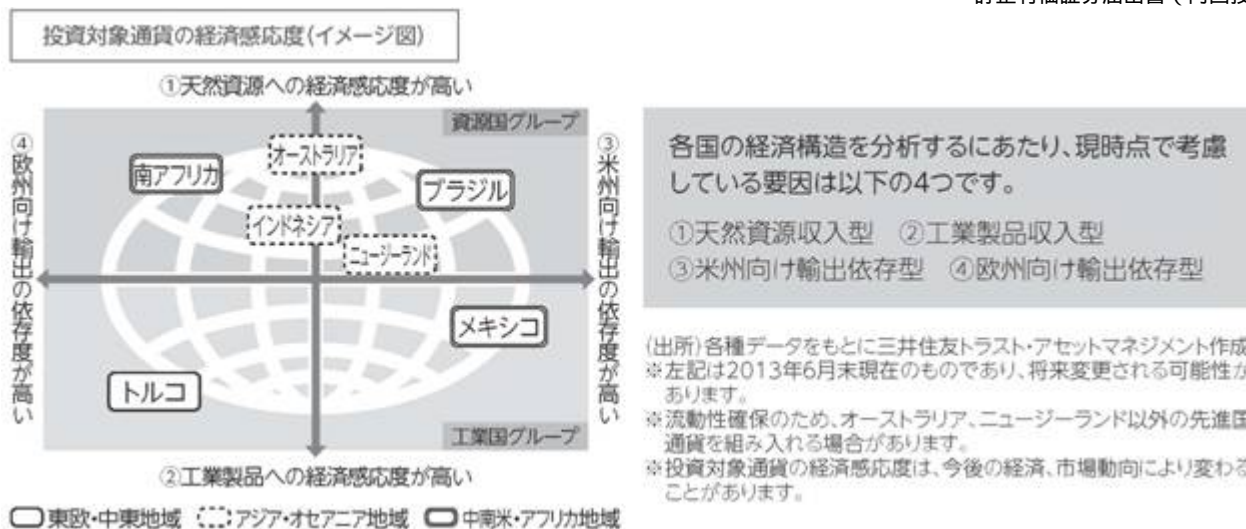 投資対象通貨の経済感応度(イメージ図)
①天然資源への経済感応度が高い
資源国グループ
④欧州向け輸出の依存度が高い
③米州向け輸出の依存度が高い
オーストラリア
南アフリカ
ブラジル
インドネシア
ニュージーランド
メキシコ
トルコ
工業国グループ
②工業製品への経済感応度が高い
東欧・中東地域 アジア・オセアニア地域 中南米・アフリカ地域
各国の経済構造を分析するにあたり、現時点で考慮
している要因は以下の4つです。
①天然資源収入型 ②工業製品収入型
③米州向け輸出依存型 ④欧州向け輸出依存型
(出所)各種データをもとに三井住友トラスト・アセットマネジメント作成
※左記は2013年6月末現在のものであり、将来変更される可能性が
あります。
※流動性確保のため、オーストラリア、ニュージーランド以外の先進国
通貨を組み入れる場合があります。
※投資対象通貨の経済感応度は、今後の経済、市場動向により変わる
ことがあります。